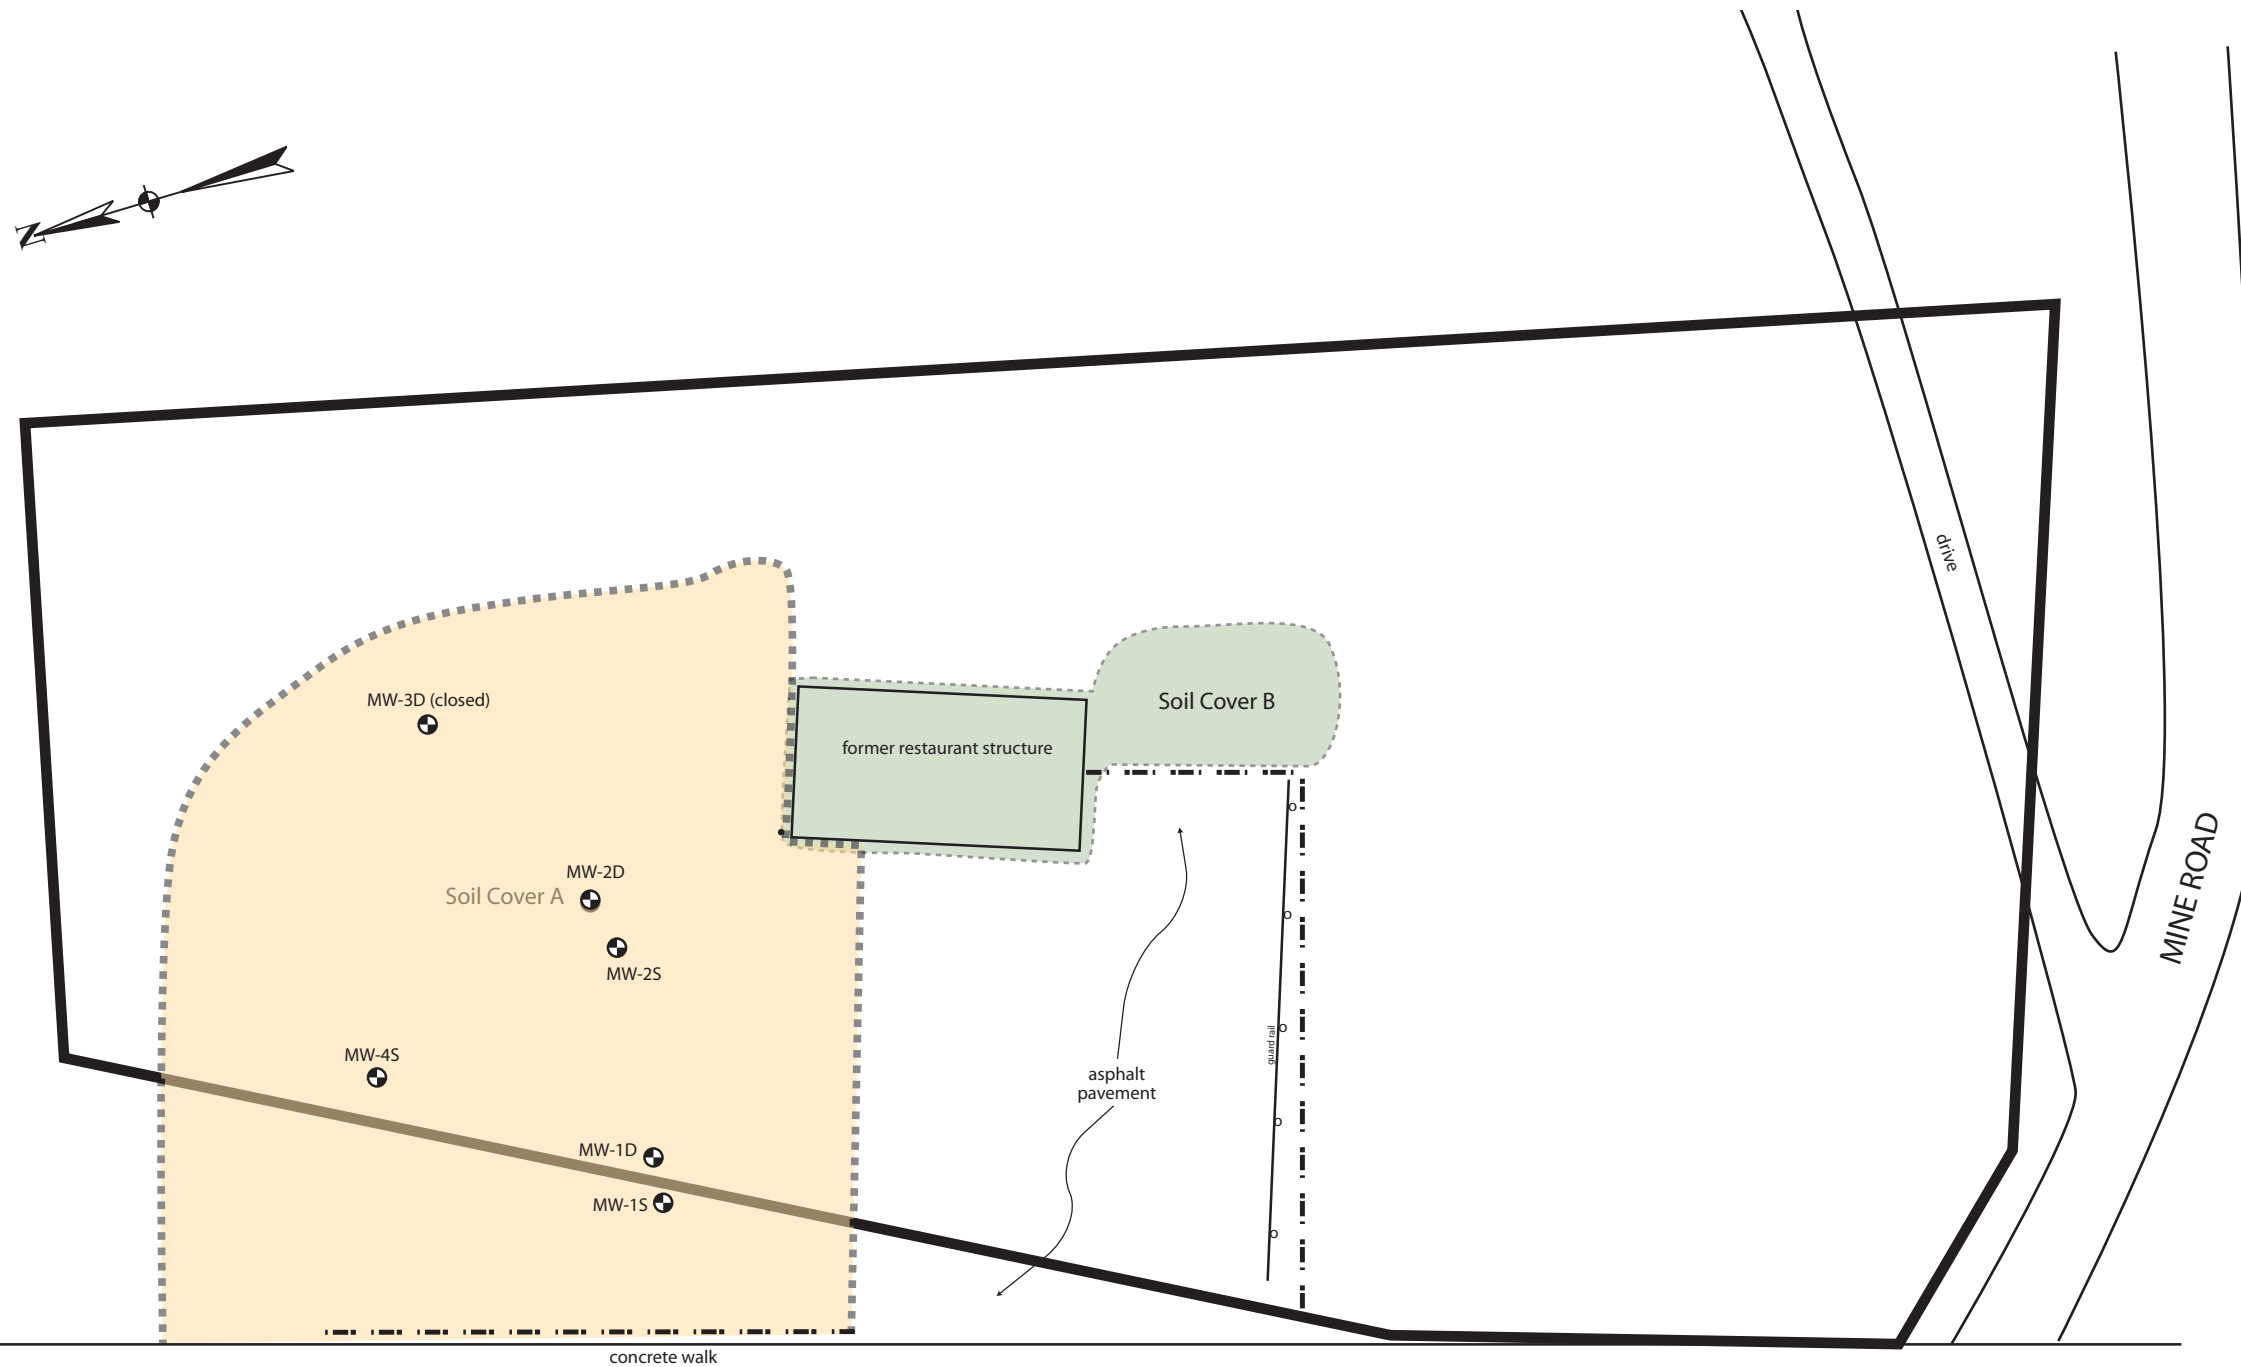 N
drive
MW-3D (closed)
Soil Cover B
former restaurant structure
MINE ROAD
MW-2D
Soil Cover A
MW-2S
guard rail
MW-4S
asphalt
pavement
MW-1D
MW-1S
concrete walk